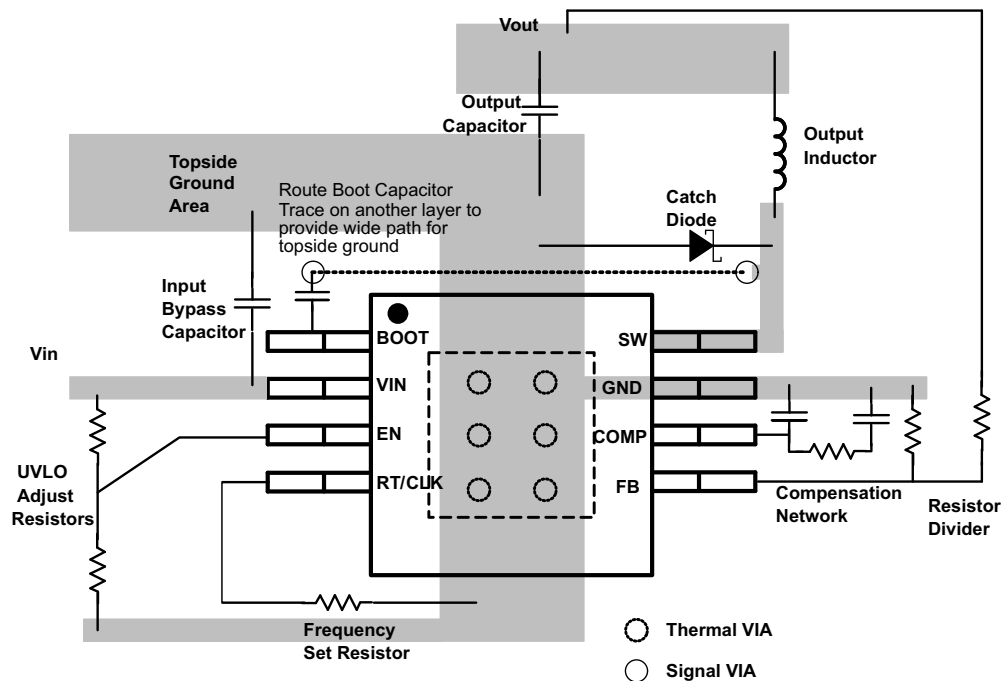 Vout
Output
Capacitor
Output
Inductor
Topside
Ground
Area
Route Boot Capacitor
Trace on another layer to
provide wide path for
topside ground
Catch
Diode
Input
Bypass
Capacitor
Vin
BOOT
SW
VIN
GND
EN
COMP
RT/CLK
FB
UVLO
Adjust
Resistors
Compensation
Network
Resistor
Divider
Frequency
Set Resistor
Thermal VIA
Signal VIA